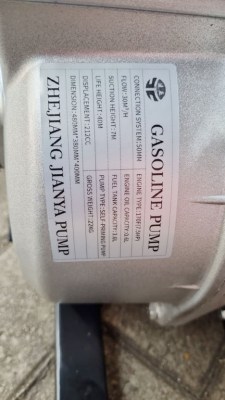 GASOLINE PUMP
CONNECTION SYSTEM:50MM
ENGINE TYPE:170F(7.5HP)
FLOW:30M³/H
ENGINE OIL CAPACITY:0.6L
SUCTION HEIGHT:7M
FUEL TANK CAPACITY:3.6L
LIFE HEIGHT:40M
PUMP TYPE:SELF-PRIMING PUMP
DISPLACEMENT:212CC
GROSS WEIGHT:23KG
DIMENSION:480MM*380MM*400MM
ZHEJIANG JIANYA PUMP